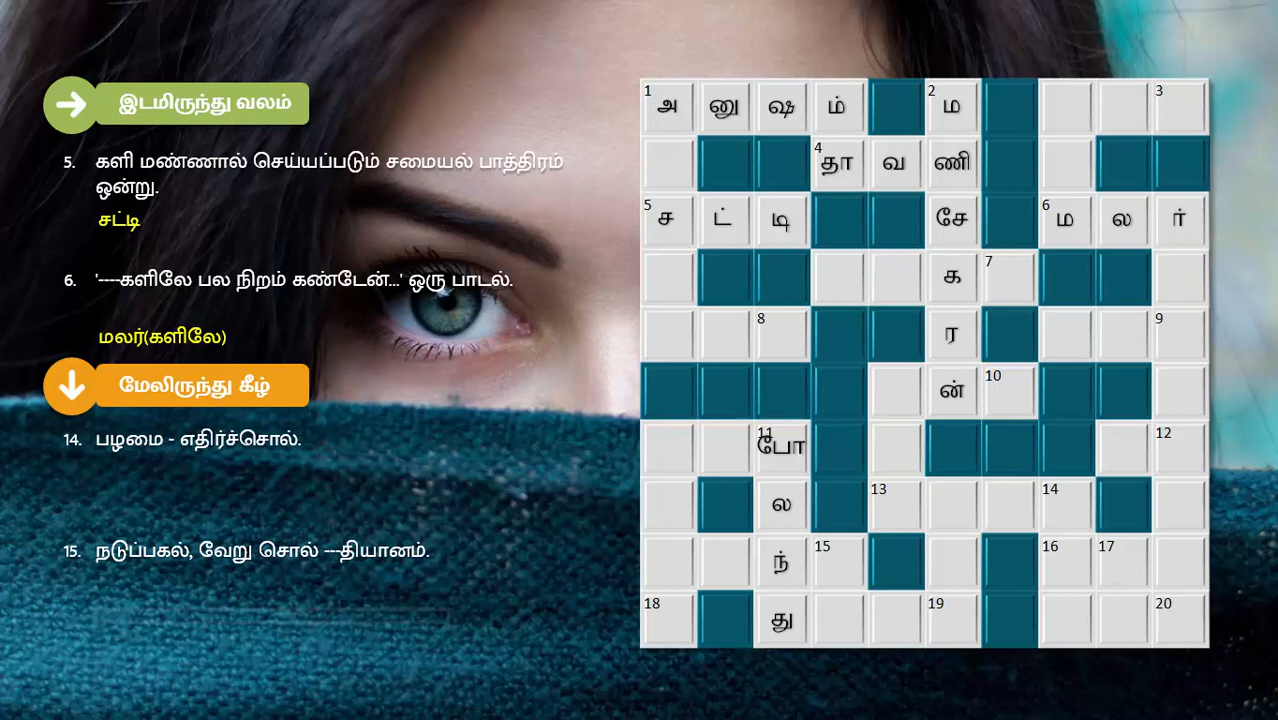 இடமிருந்து வலம்
5. களி மண்ணால் செய்யப்படும் சமையல் பாத்திரம்
ஒன்று.
சட்டி
6. '----களிலே பல நிறம் கண்டேன்...' ஒரு பாடல்.
மலர்(களிலே)
மேலிருந்து கீழ்
14. பழமை - எதிர்ச்சொல்.
15. நடுப்பகல், வேறு சொல் ---தியானம்.
1 அ னு ஷ ம் 2 ம 3
4 தா வ ணி
5 ச ட் டி சே 6 ம ல ர்
க 7
8 ர 9
ன் 10
11 போ 12
ல 13 14
ந் 15 16 17
18 து 19 20